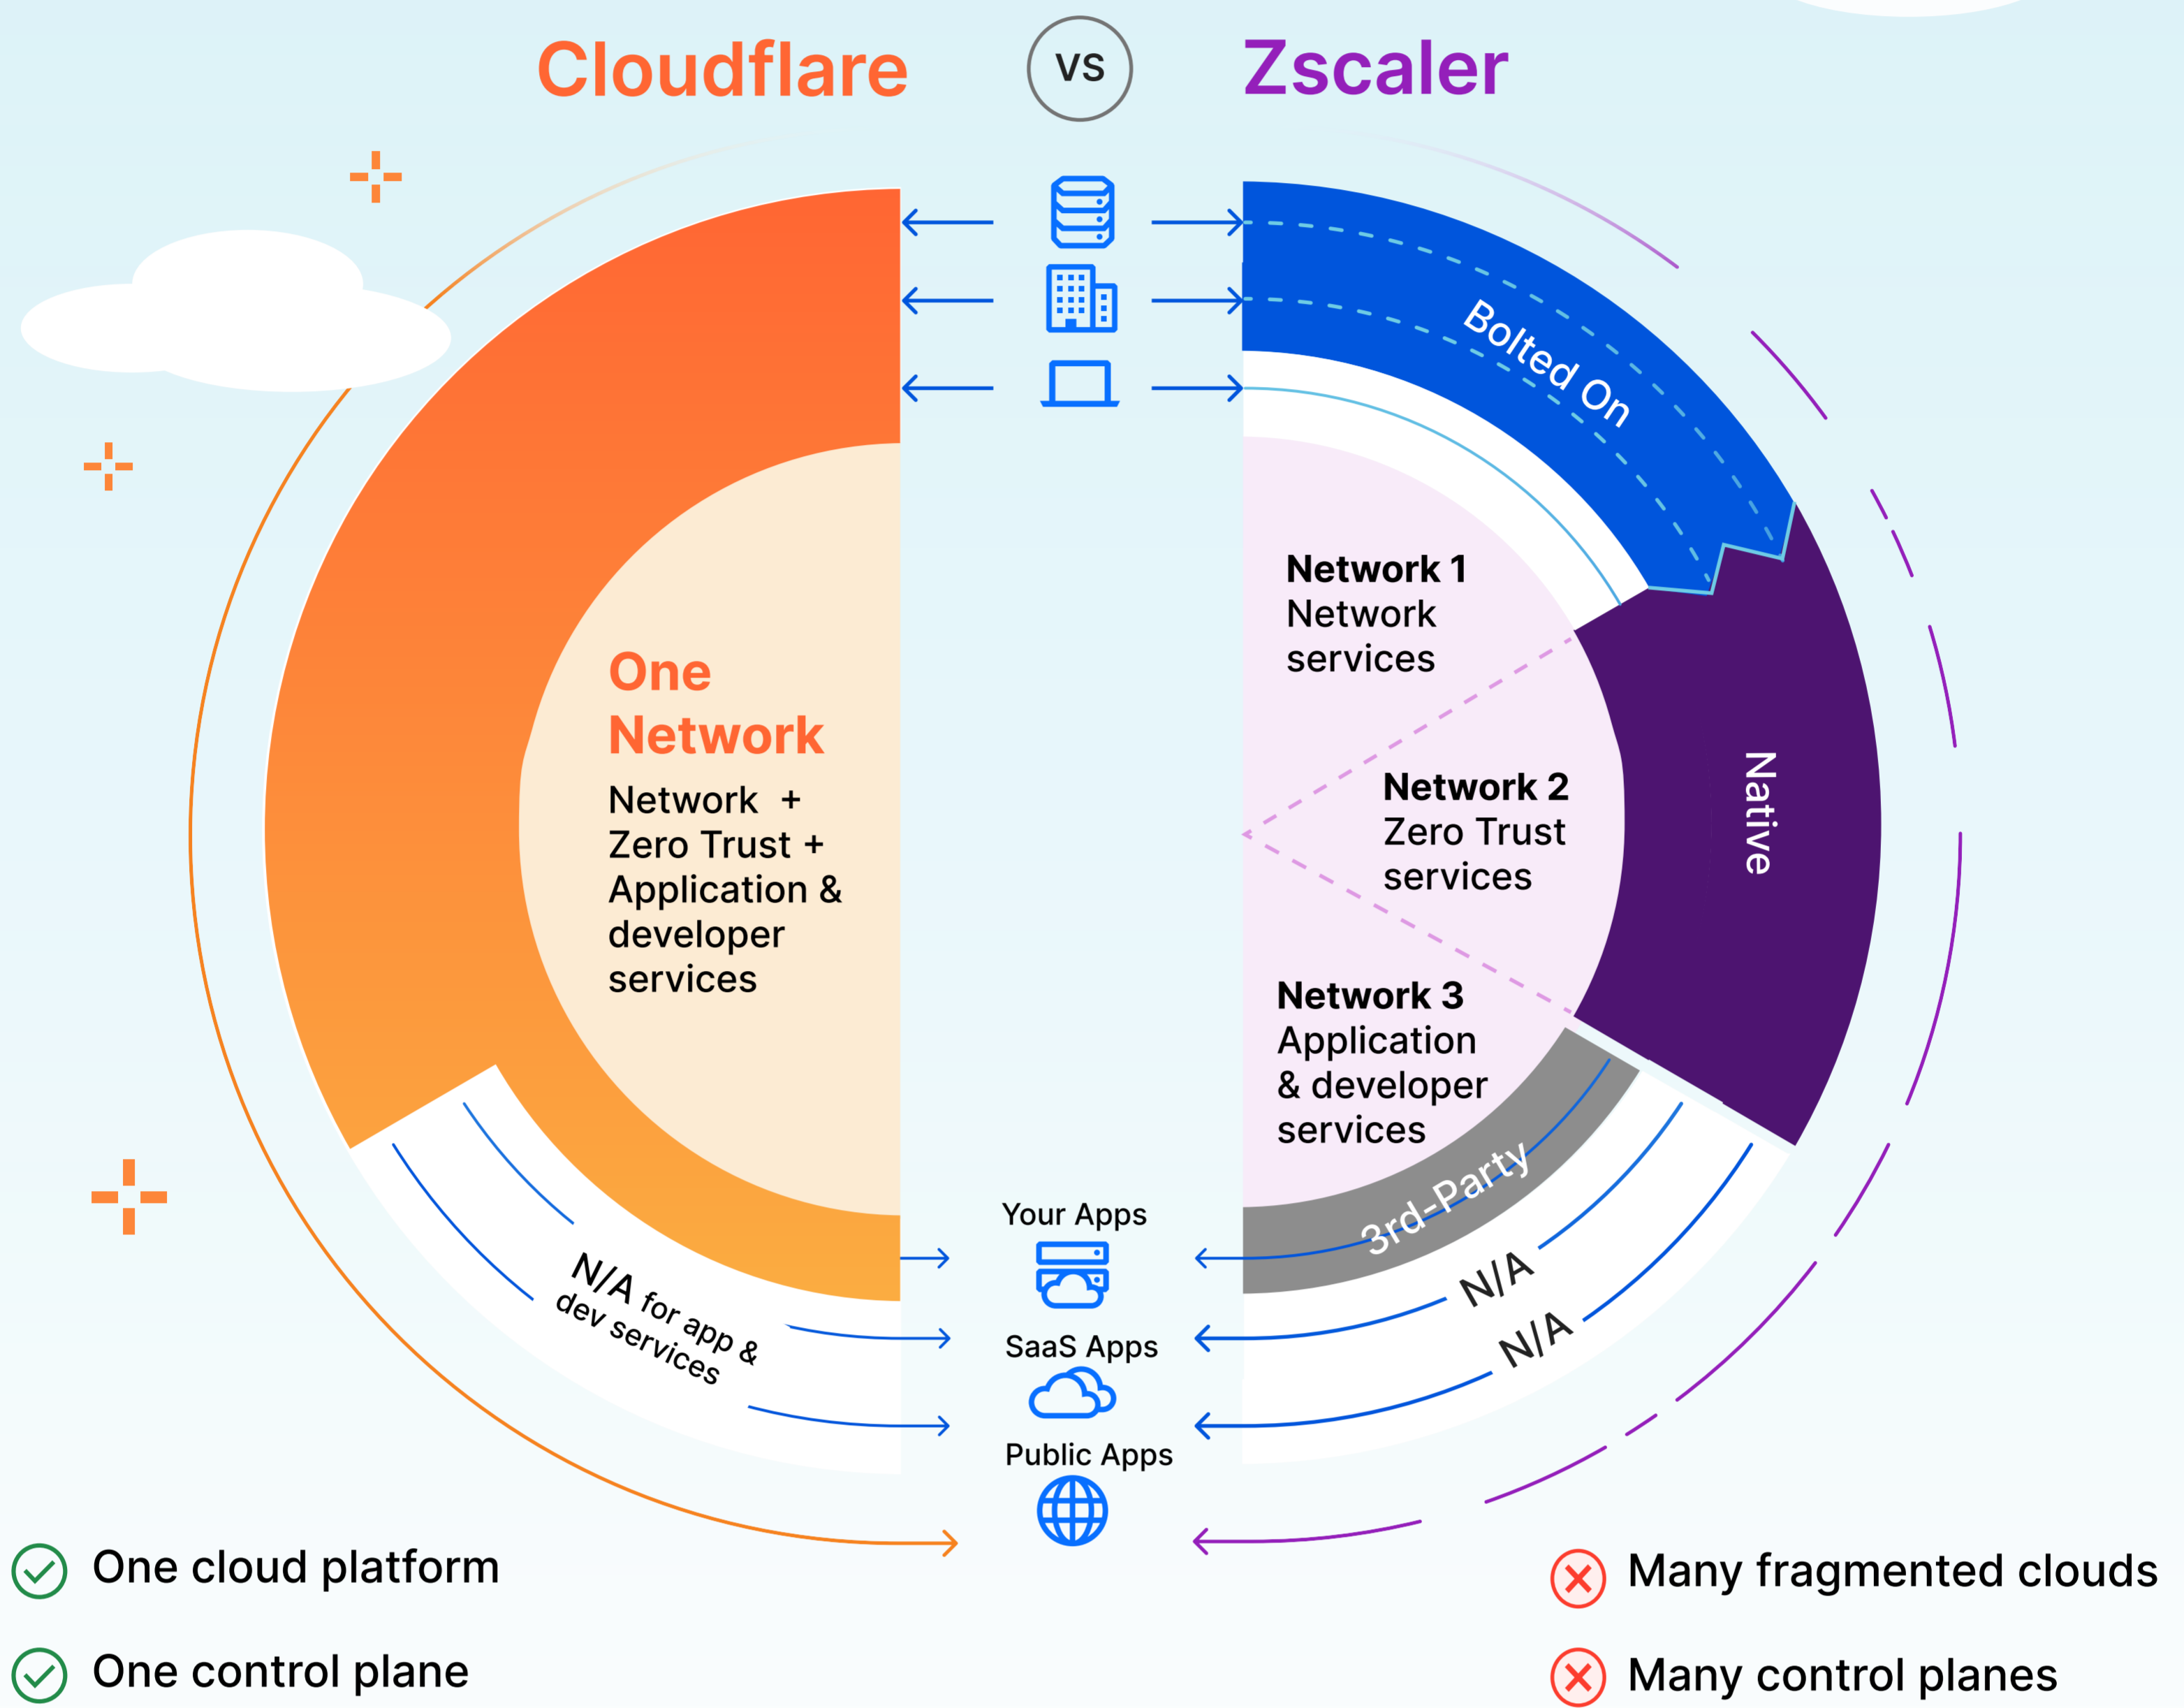 Cloudflare
VS
Zscaler
Bolted On
One
Network
Network +
Zero Trust +
Application &
developer
services
Network 1
Network
services
Network 2
Zero Trust
services
Native
Network 3
Application
& developer
services
3rd-Party
N/A
N/A
N/A for app &
dev services
Your Apps
SaaS Apps
Public Apps
One cloud platform
One control plane
Many fragmented clouds
Many control planes